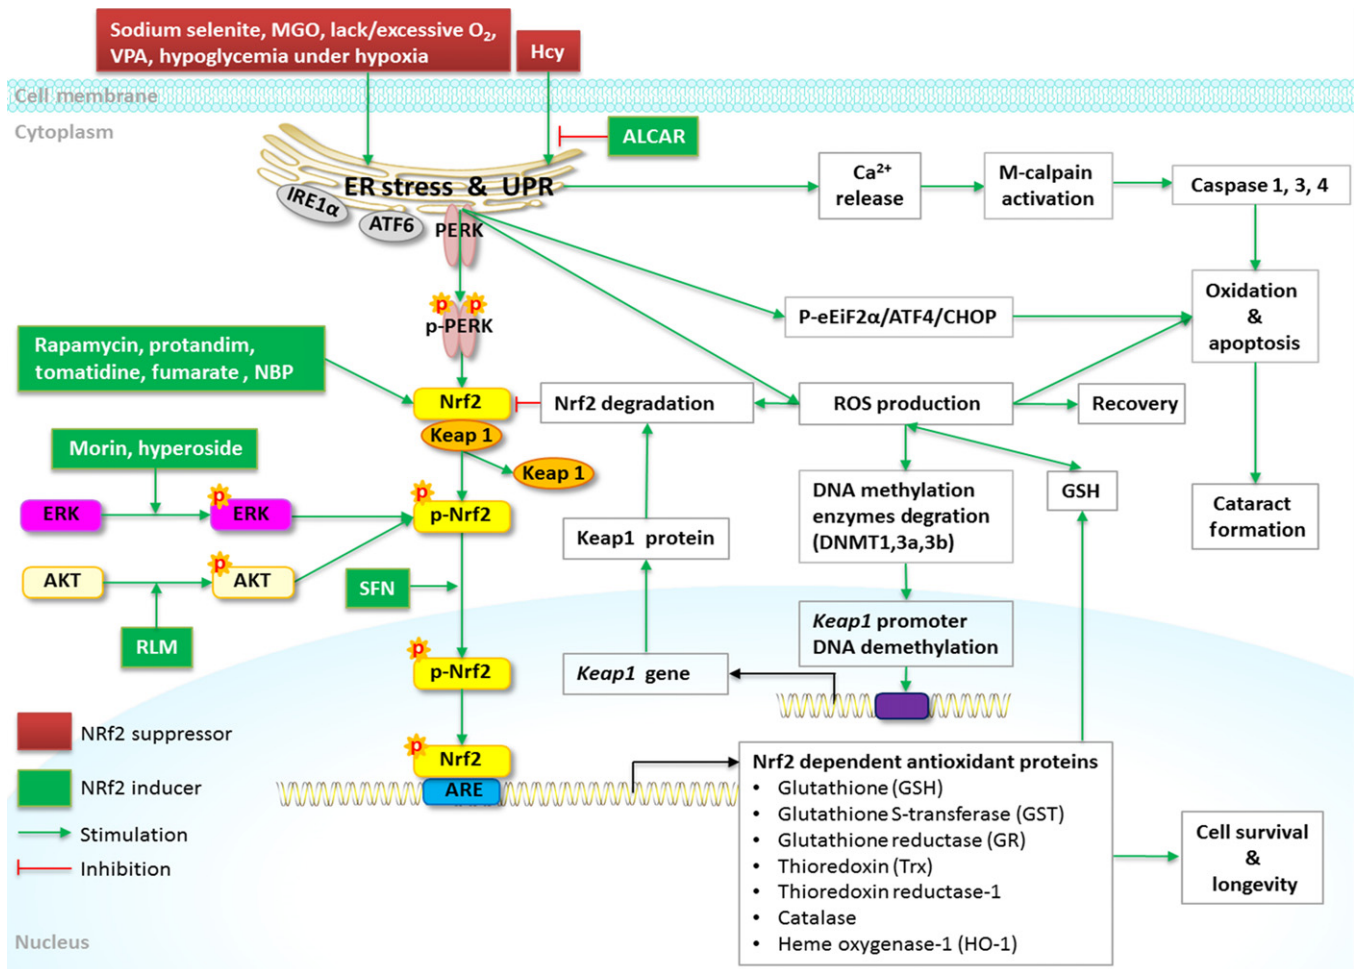 Sodium selenite, MGO, lack/excessive O₂,
VPA, hypoglycemia under hypoxia
Hcy
Cell membrane
Cytoplasm
ALCAR
ER stress & UPR
IRE1α
ATF6
PERK
Ca²⁺
release
M-calpain
activation
Caspase 1, 3, 4
p p
p-PERK
P-eEiF2α/ATF4/CHOP
Oxidation
&
apoptosis
Rapamycin, protandim,
tomatidine, fumarate , NBP
Nrf2
Keap 1
Keap 1
Nrf2 degradation
ROS production
Recovery
Morin, hyperoside
ERK
p
ERK
p
p-Nrf2
AKT
p
AKT
RLM
SFN
Keap1 protein
DNA methylation
enzymes degration
(DNMT1,3a,3b)
GSH
Cataract
formation
Keap1 promoter
DNA demethylation
p
p-Nrf2
Keap1 gene
p
Nrf2
ARE
NRf2 suppressor
NRf2 inducer
Stimulation
Inhibition
Nrf2 dependent antioxidant proteins
• Glutathione (GSH)
• Glutathione S-transferase (GST)
• Glutathione reductase (GR)
• Thioredoxin (Trx)
• Thioredoxin reductase-1
• Catalase
• Heme oxygenase-1 (HO-1)
Cell survival
&
longevity
Nucleus